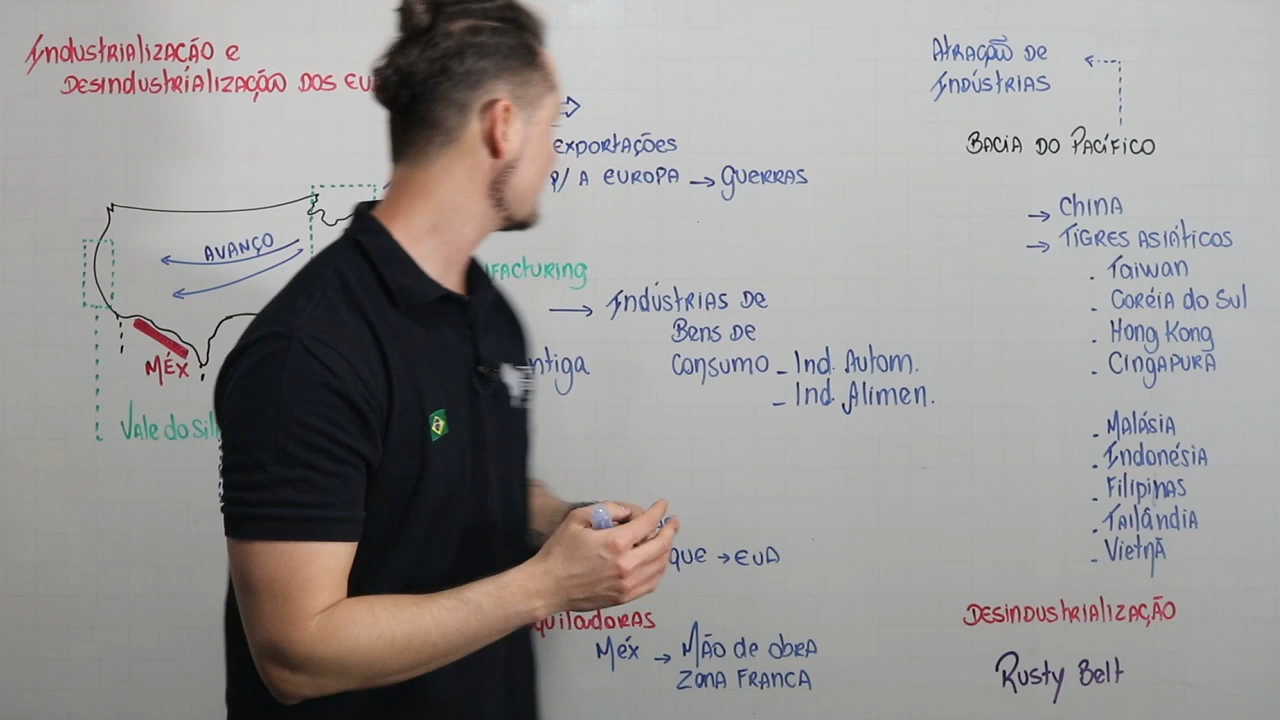 Industrialização e
Desindustrialização dos EU
AVANÇO
MÉX
Vale do Sil
exportações
p/ A EUROPA → GUERRAS
facturing
→ Indústrias de
Bens de
Consumo - Ind. Autom.
- Ind. Alimen.
ntiga
que → EUA
quiladoras
Méx → Mão de obra
Zona Franca
Atração de
Indústrias
Bacia do Pacífico
→ China
→ Tigres Asiáticos
. Taiwan
. Coréia do Sul
. Hong Kong
. Cingapura
. Malásia
. Indonésia
. Filipinas
. Tailândia
. Vietnã
Desindustrialização
Rusty Belt